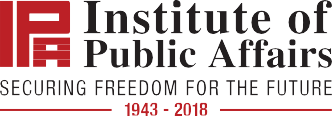 IPA Institute of
Public Affairs
SECURING FREEDOM FOR THE FUTURE
1943 - 2018